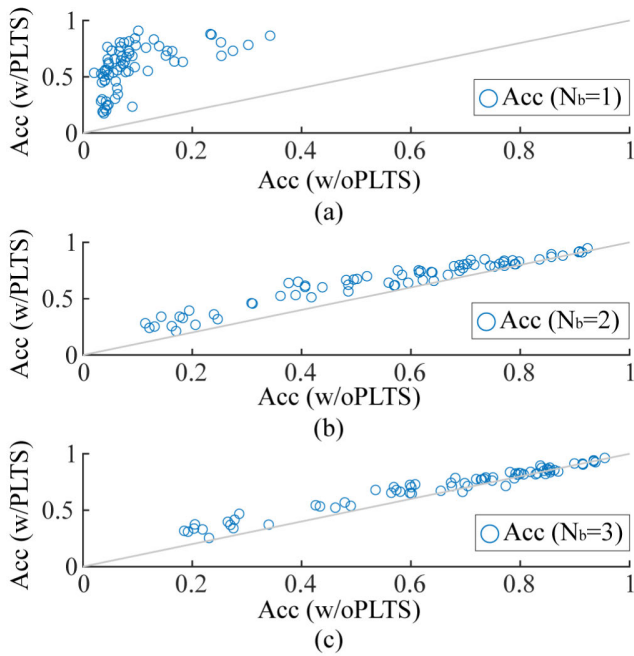 1
Acc (w/PLTS)
0.5
Acc (Nb=1)
0
0 0.2 0.4 0.6 0.8 1
Acc (w/oPLTS)
(a)
1
Acc (w/PLTS)
0.5
Acc (Nb=2)
0
0 0.2 0.4 0.6 0.8 1
Acc (w/oPLTS)
(b)
1
Acc (w/PLTS)
0.5
Acc (Nb=3)
0
0 0.2 0.4 0.6 0.8 1
Acc (w/oPLTS)
(c)